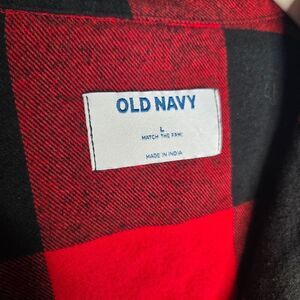 OLD NAVY
L
MATCH THE FAM!
MADE IN INDIA